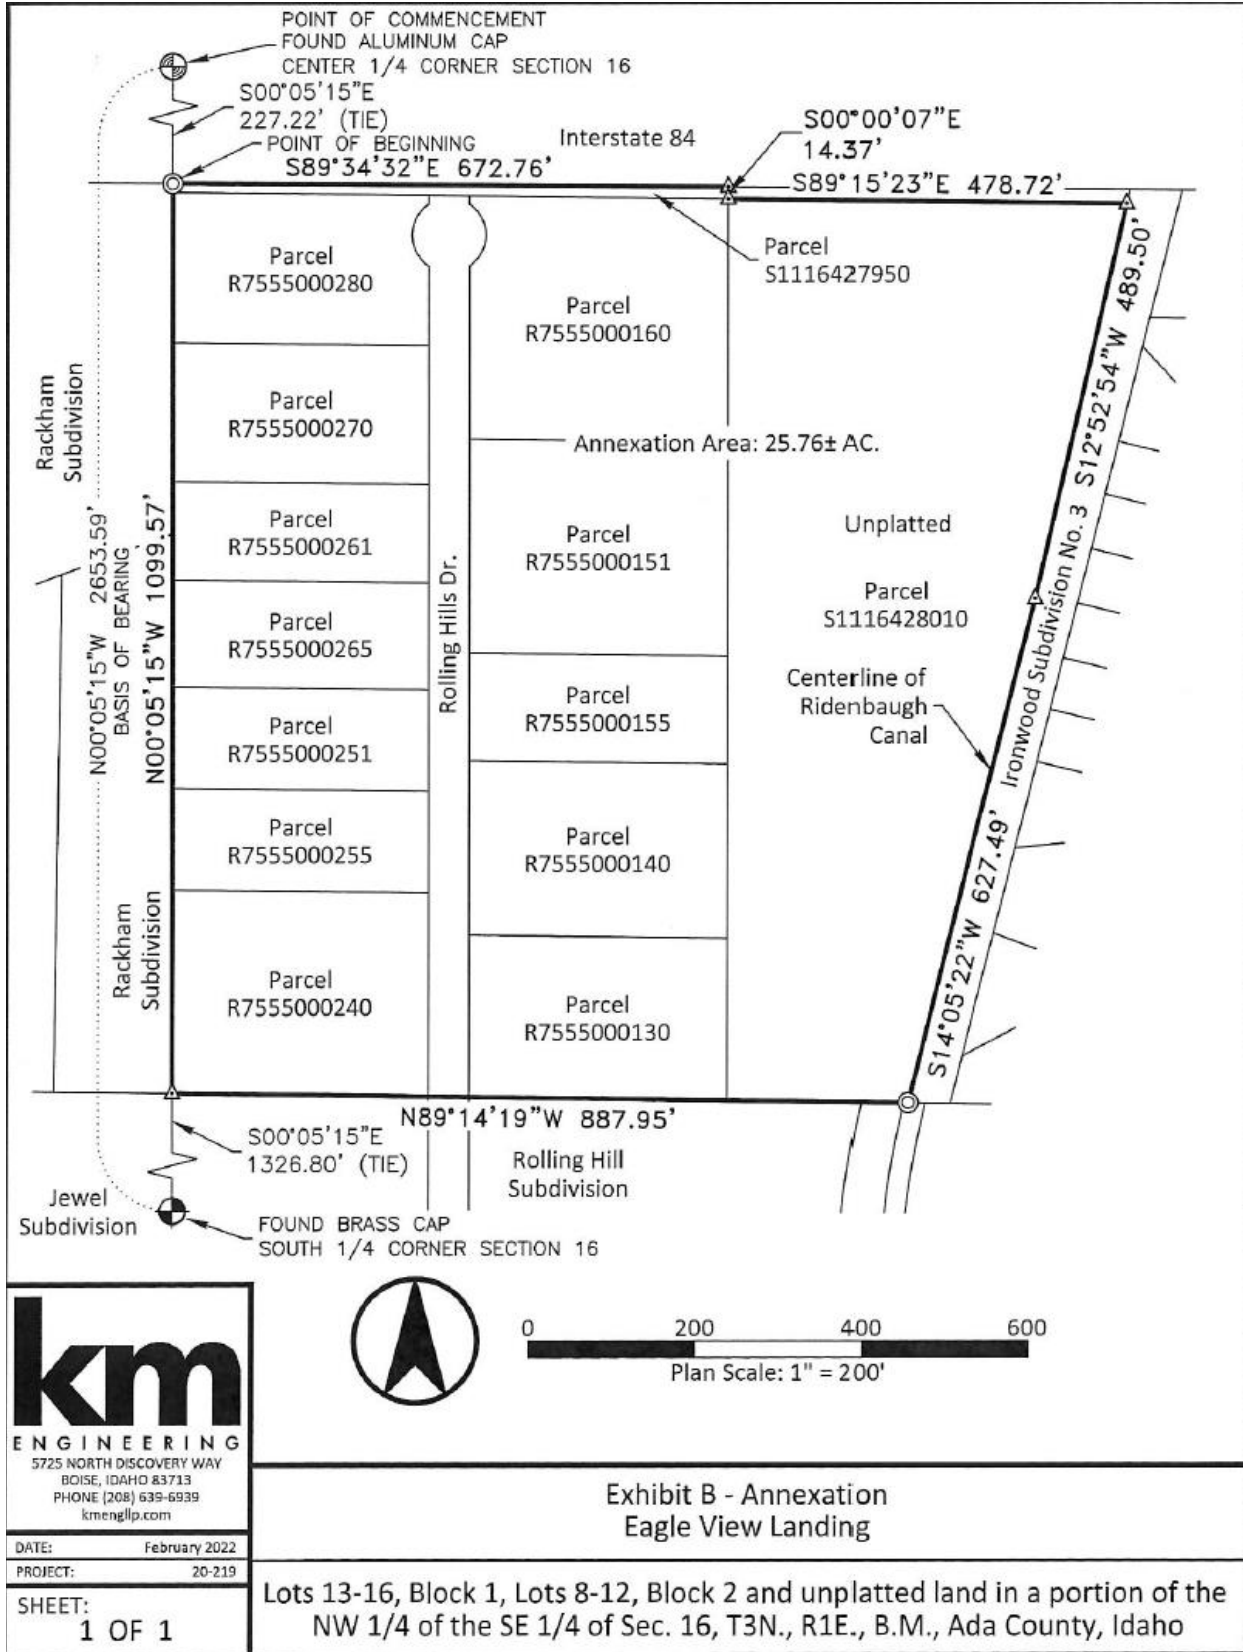 POINT OF COMMENCEMENT
FOUND ALUMINUM CAP
CENTER 1/4 CORNER SECTION 16
S00°05'15"E
227.22' (TIE)
POINT OF BEGINNING
S89°34'32"E 672.76'
Interstate 84
S00°00'07"E
14.37'
S89°15'23"E 478.72'
Parcel
S1116427950
Parcel
R7555000280
Parcel
R7555000160
Parcel
R7555000270
Annexation Area: 25.76± AC.
Parcel
R7555000261
Parcel
R7555000151
Unplatted
Parcel
S1116428010
Parcel
R7555000265
Centerline of
Ridenbaugh
Canal
Parcel
R7555000155
Parcel
R7555000251
Parcel
R7555000255
Parcel
R7555000140
Parcel
R7555000240
Parcel
R7555000130
Rolling Hills Dr.
Rackham
Subdivision
N00°05'15"W 2653.59'
BASIS OF BEARING
N00°05'15"W 1099.57'
Rackham
Subdivision
S12°52'54"W 489.50'
Ironwood Subdivision No. 3
S14°05'22"W 627.49'
N89°14'19"W 887.95'
S00°05'15"E
1326.80' (TIE)
Rolling Hill
Subdivision
Jewel
Subdivision
FOUND BRASS CAP
SOUTH 1/4 CORNER SECTION 16
0 200 400 600
Plan Scale: 1" = 200'
km
ENGINEERING
5725 NORTH DISCOVERY WAY
BOISE, IDAHO 83713
PHONE (208) 639-6939
kmengllp.com
DATE: February 2022
PROJECT: 20-219
SHEET:
1 OF 1
Exhibit B - Annexation
Eagle View Landing
Lots 13-16, Block 1, Lots 8-12, Block 2 and unplatted land in a portion of the
NW 1/4 of the SE 1/4 of Sec. 16, T3N., R1E., B.M., Ada County, Idaho